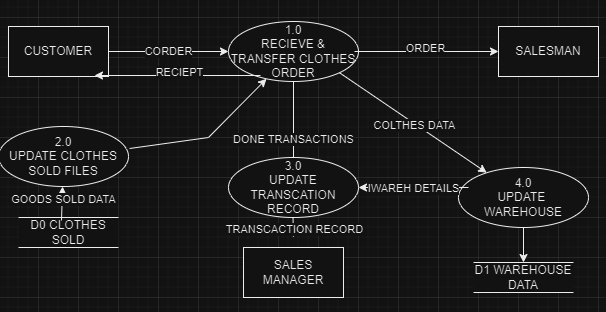 1.0
RECIEVE &
TRANSFER CLOTHES
ORDER
CUSTOMER
CORDER
ORDER
SALESMAN
RECIEPT
COLTHES DATA
DONE TRANSACTIONS
2.0
UPDATE CLOTHES
SOLD FILES
3.0
UPDATE
TRANSCATION
RECORD
IWAREH DETAILS
4.0
UPDATE
WAREHOUSE
GOODS SOLD DATA
D0 CLOTHES
SOLD
TRANSCACTION RECORD
SALES
MANAGER
D1 WAREHOUSE
DATA